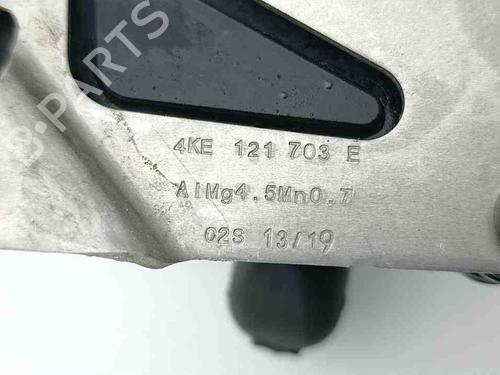 B-PARTS
4KE 121 703 E
AlMg4.5Mn0.7
02S 13/19